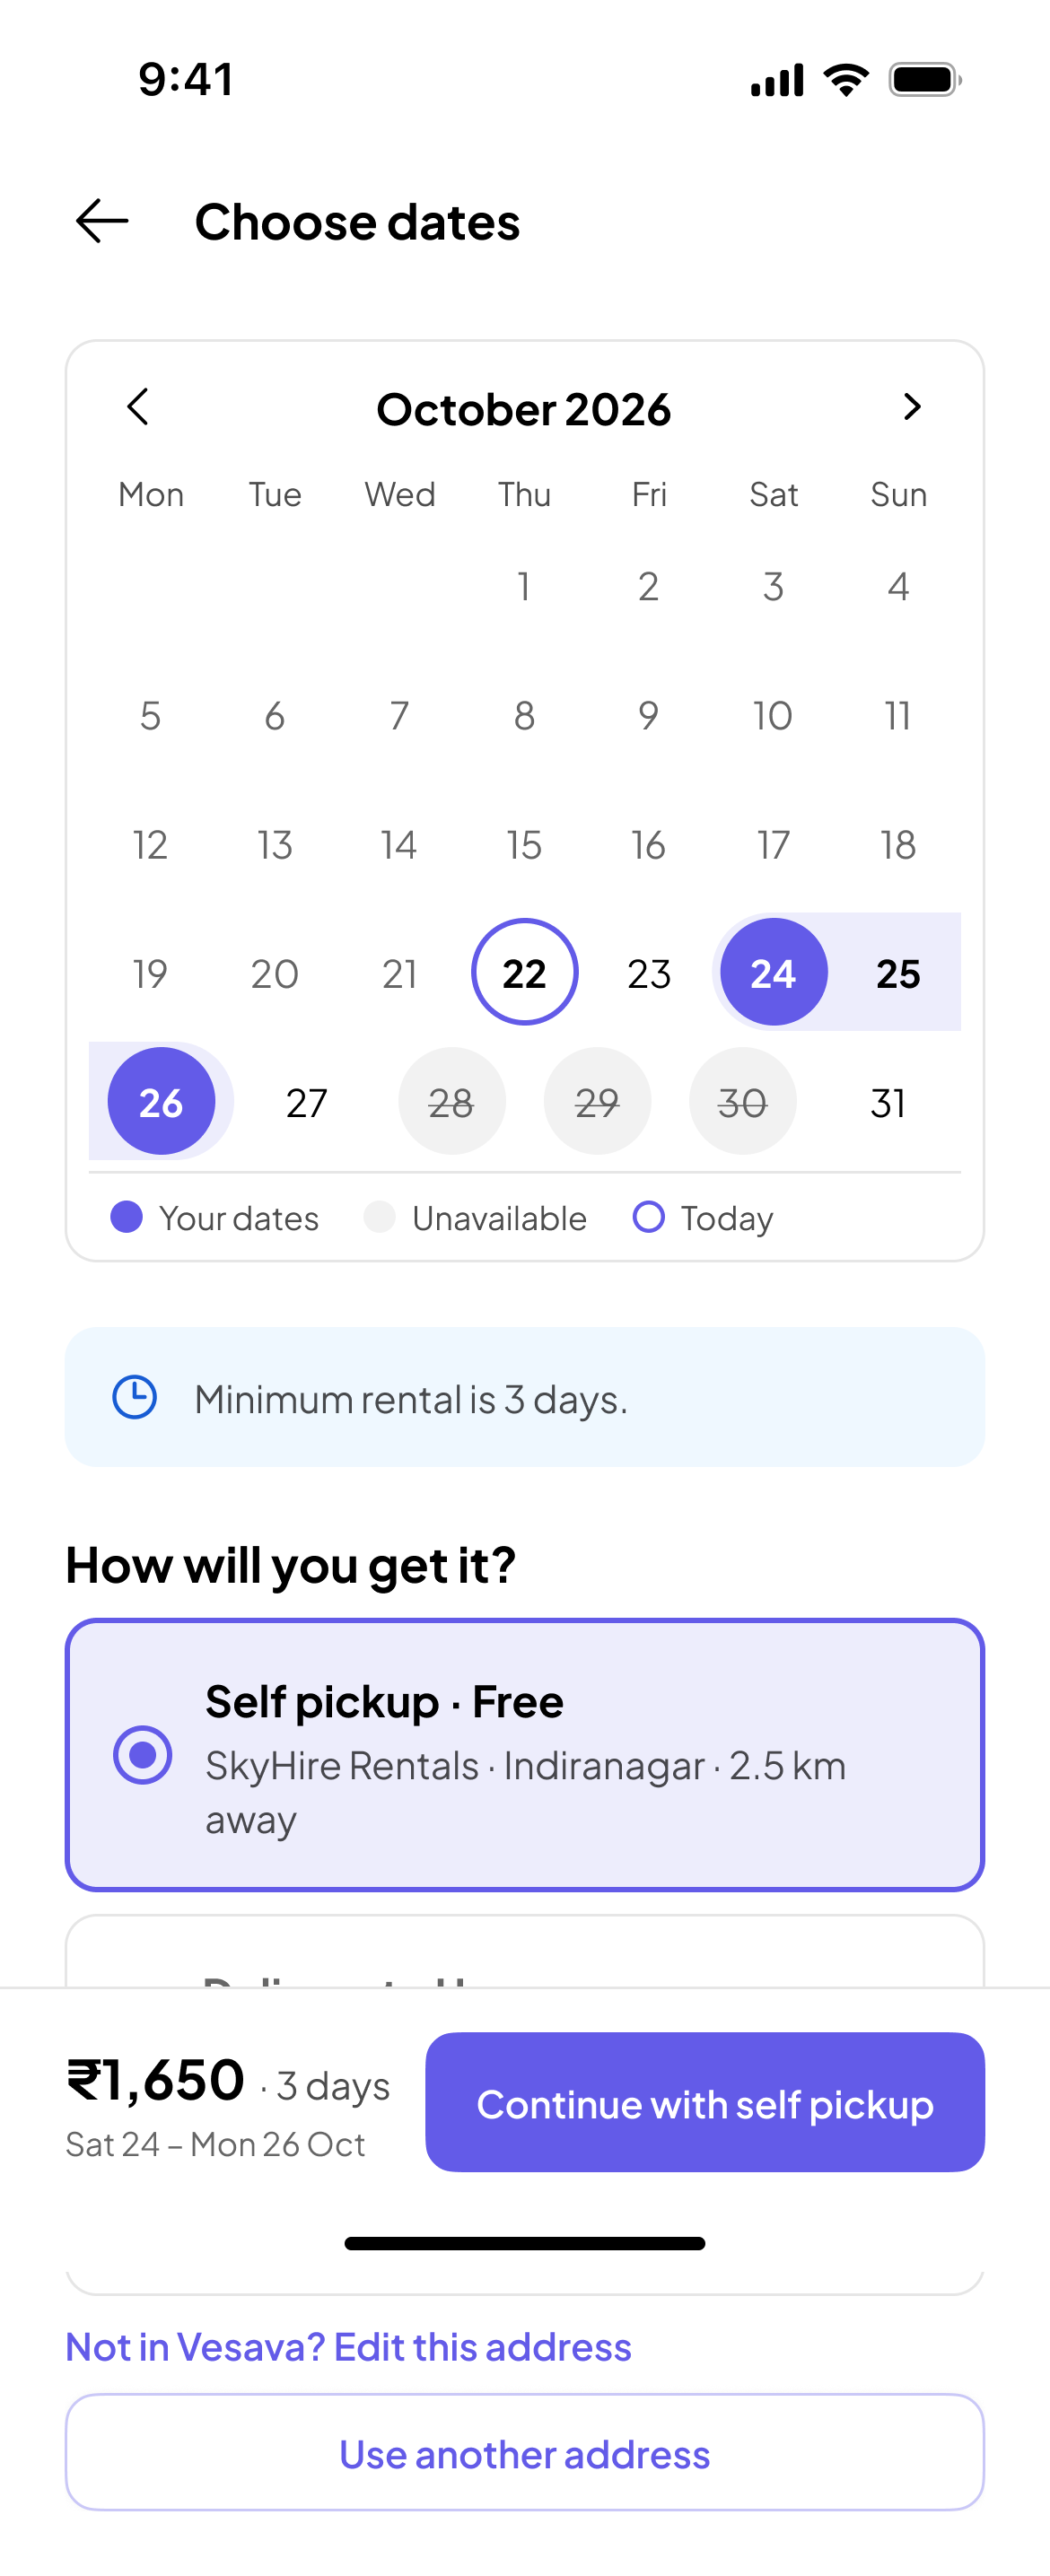 9:41
Choose dates
October 2026
Mon Tue Wed Thu Fri Sat Sun
1 2 3 4
5 6 7 8 9 10 11
12 13 14 15 16 17 18
19 20 21 22 23 24 25
26 27 28 29 30 31
Your dates Unavailable Today
Minimum rental is 3 days.
How will you get it?
Self pickup · Free
SkyHire Rentals · Indiranagar · 2.5 km
away
₹1,650 · 3 days
Sat 24 – Mon 26 Oct
Continue with self pickup
Not in Vesava? Edit this address
Use another address